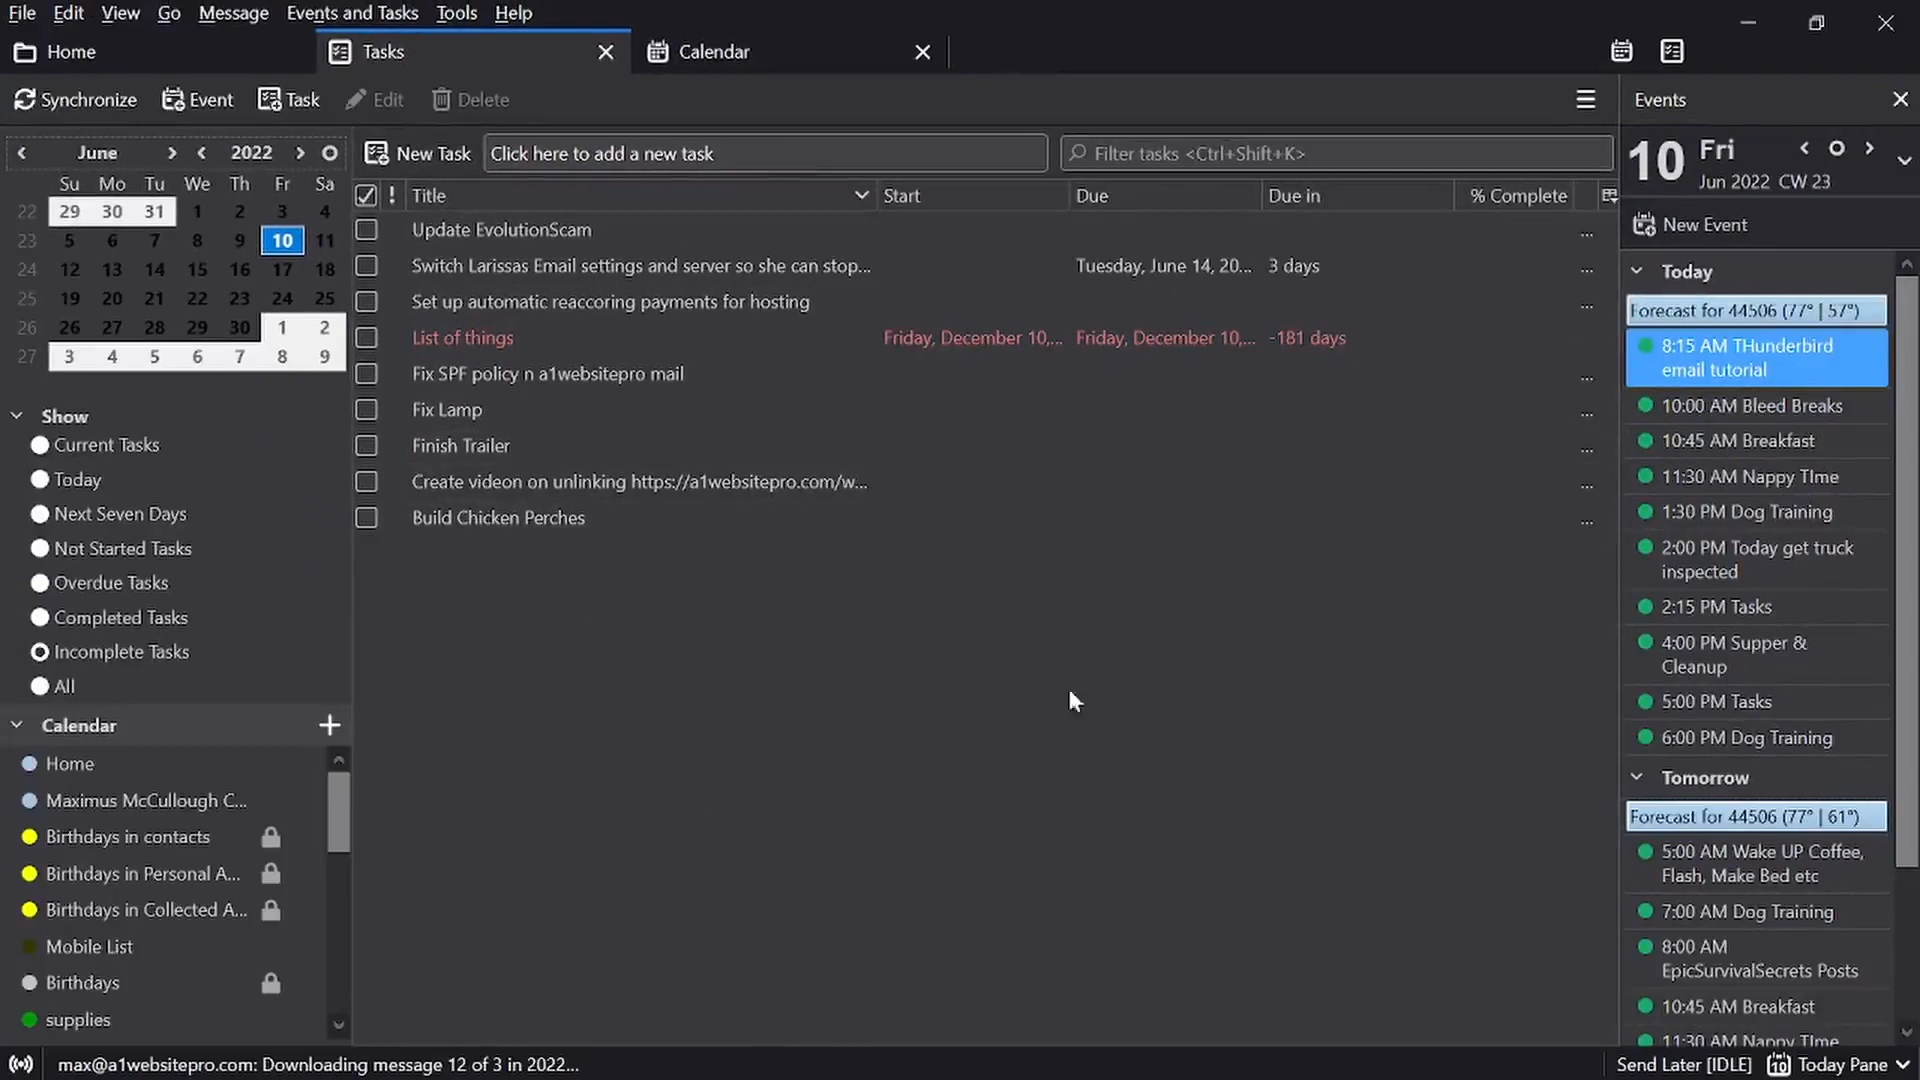 File Edit View Go Message Events and Tasks Tools Help
Home
Tasks
Calendar
Synchronize Event Task Edit Delete
June 2022
Su Mo Tu We Th Fr Sa
22 29 30 31 1 2 3 4
23 5 6 7 8 9 10 11
24 12 13 14 15 16 17 18
25 19 20 21 22 23 24 25
26 26 27 28 29 30 1 2
27 3 4 5 6 7 8 9
Show
Current Tasks
Today
Next Seven Days
Not Started Tasks
Overdue Tasks
Completed Tasks
Incomplete Tasks
All
Calendar
Home
Maximus McCullough C...
Birthdays in contacts
Birthdays in Personal A...
Birthdays in Collected A...
Mobile List
Birthdays
supplies
New Task Click here to add a new task Filter tasks <Ctrl+Shift+K>
! Title Start Due Due in % Complete
Update EvolutionScam ...
Switch Larissas Email settings and server so she can stop... Tuesday, June 14, 20... 3 days ...
Set up automatic reaccoring payments for hosting ...
List of things Friday, December 10,... Friday, December 10,... -181 days
Fix SPF policy n a1websitepro mail ...
Fix Lamp ...
Finish Trailer ...
Create videon on unlinking https://a1websitepro.com/w... ...
Build Chicken Perches ...
Events
10 Fri
Jun 2022 CW 23
New Event
Today
Forecast for 44506 (77° | 57°)
8:15 AM THunderbird
email tutorial
10:00 AM Bleed Breaks
10:45 AM Breakfast
11:30 AM Nappy TIme
1:30 PM Dog Training
2:00 PM Today get truck
inspected
2:15 PM Tasks
4:00 PM Supper &
Cleanup
5:00 PM Tasks
6:00 PM Dog Training
Tomorrow
Forecast for 44506 (77° | 61°)
5:00 AM Wake UP Coffee,
Flash, Make Bed etc
7:00 AM Dog Training
8:00 AM
EpicSurvivalSecrets Posts
10:45 AM Breakfast
11:30 AM Nappy TIme
max@a1websitepro.com: Downloading message 12 of 3 in 2022...
Send Later [IDLE] 10 Today Pane